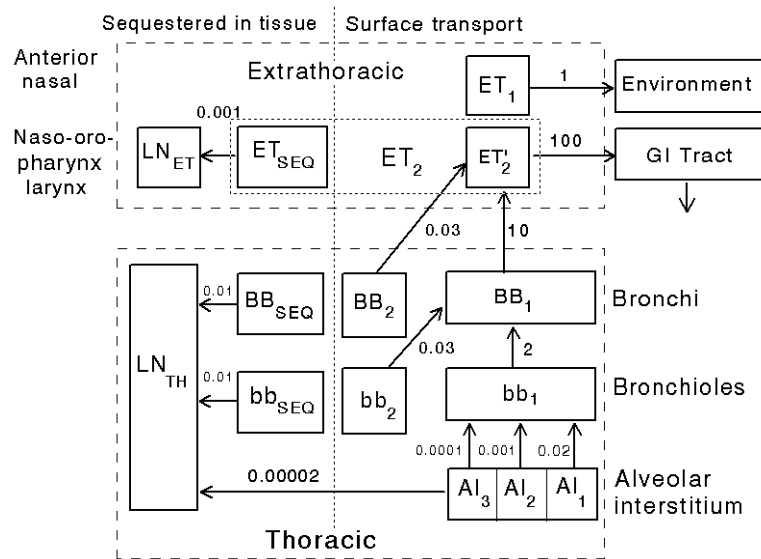 Sequestered in tissue
Surface transport
Anterior
nasal
Extrathoracic
ET1
1
Environment
Naso-oro-
pharynx
larynx
LNET
0.001
ETSEQ
ET2
ET'2
100
GI Tract
0.03
10
LNTH
0.01
BBSEQ
BB2
BB1
Bronchi
0.03
2
0.01
bbSEQ
bb2
bb1
Bronchioles
0.0001
0.001
0.02
0.00002
AI3
AI2
AI1
Alveolar
interstitium
Thoracic